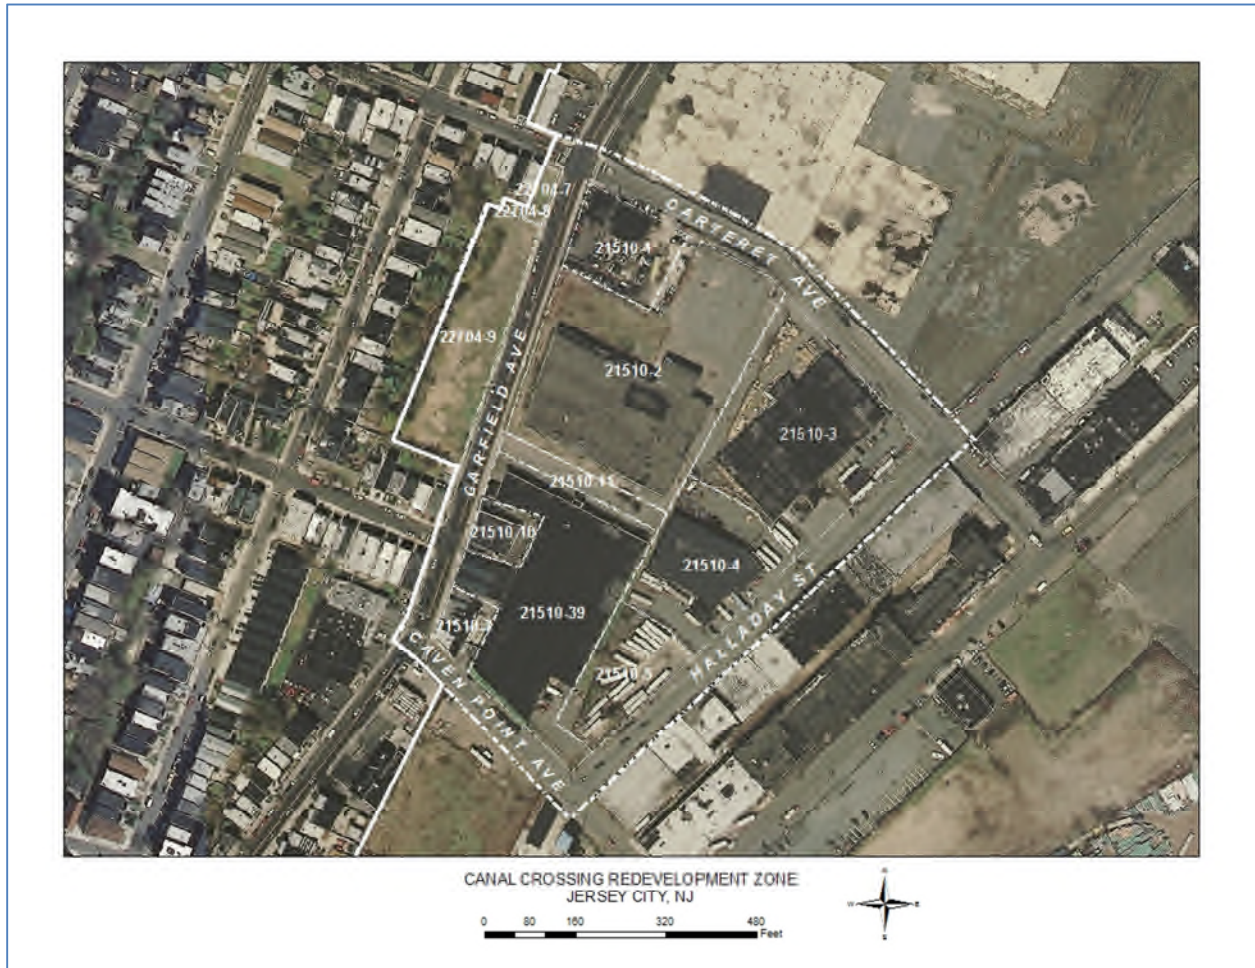 22704-7
22704-8
CARTERET AVE
21510-1
22704-9
GARFIELD AVE
21510-2
21510-3
21510-11
21510-10
21510-4
21510-39
HALLADAY ST
21510-5
CAVEN POINT AVE
CANAL CROSSING REDEVELOPMENT ZONE
JERSEY CITY, NJ
N
W
E
S
0 80 160 320 480
Feet